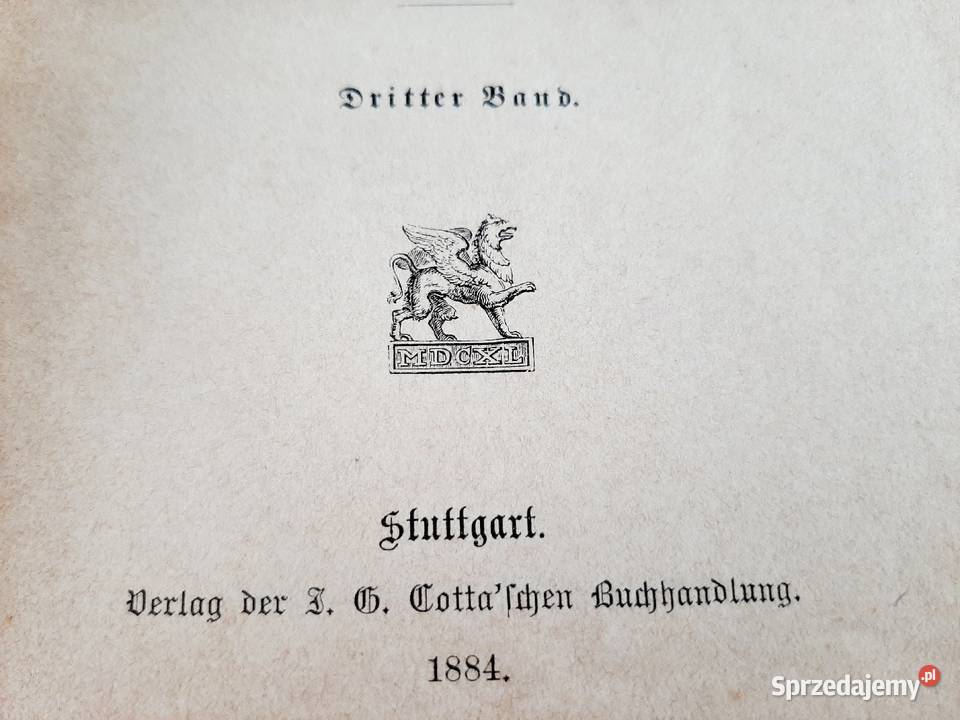 Dritter Band.
MDCXL
Stuttgart.
Verlag der J. G. Cotta'schen Buchhandlung.
1884.
Sprzedajemy.pl